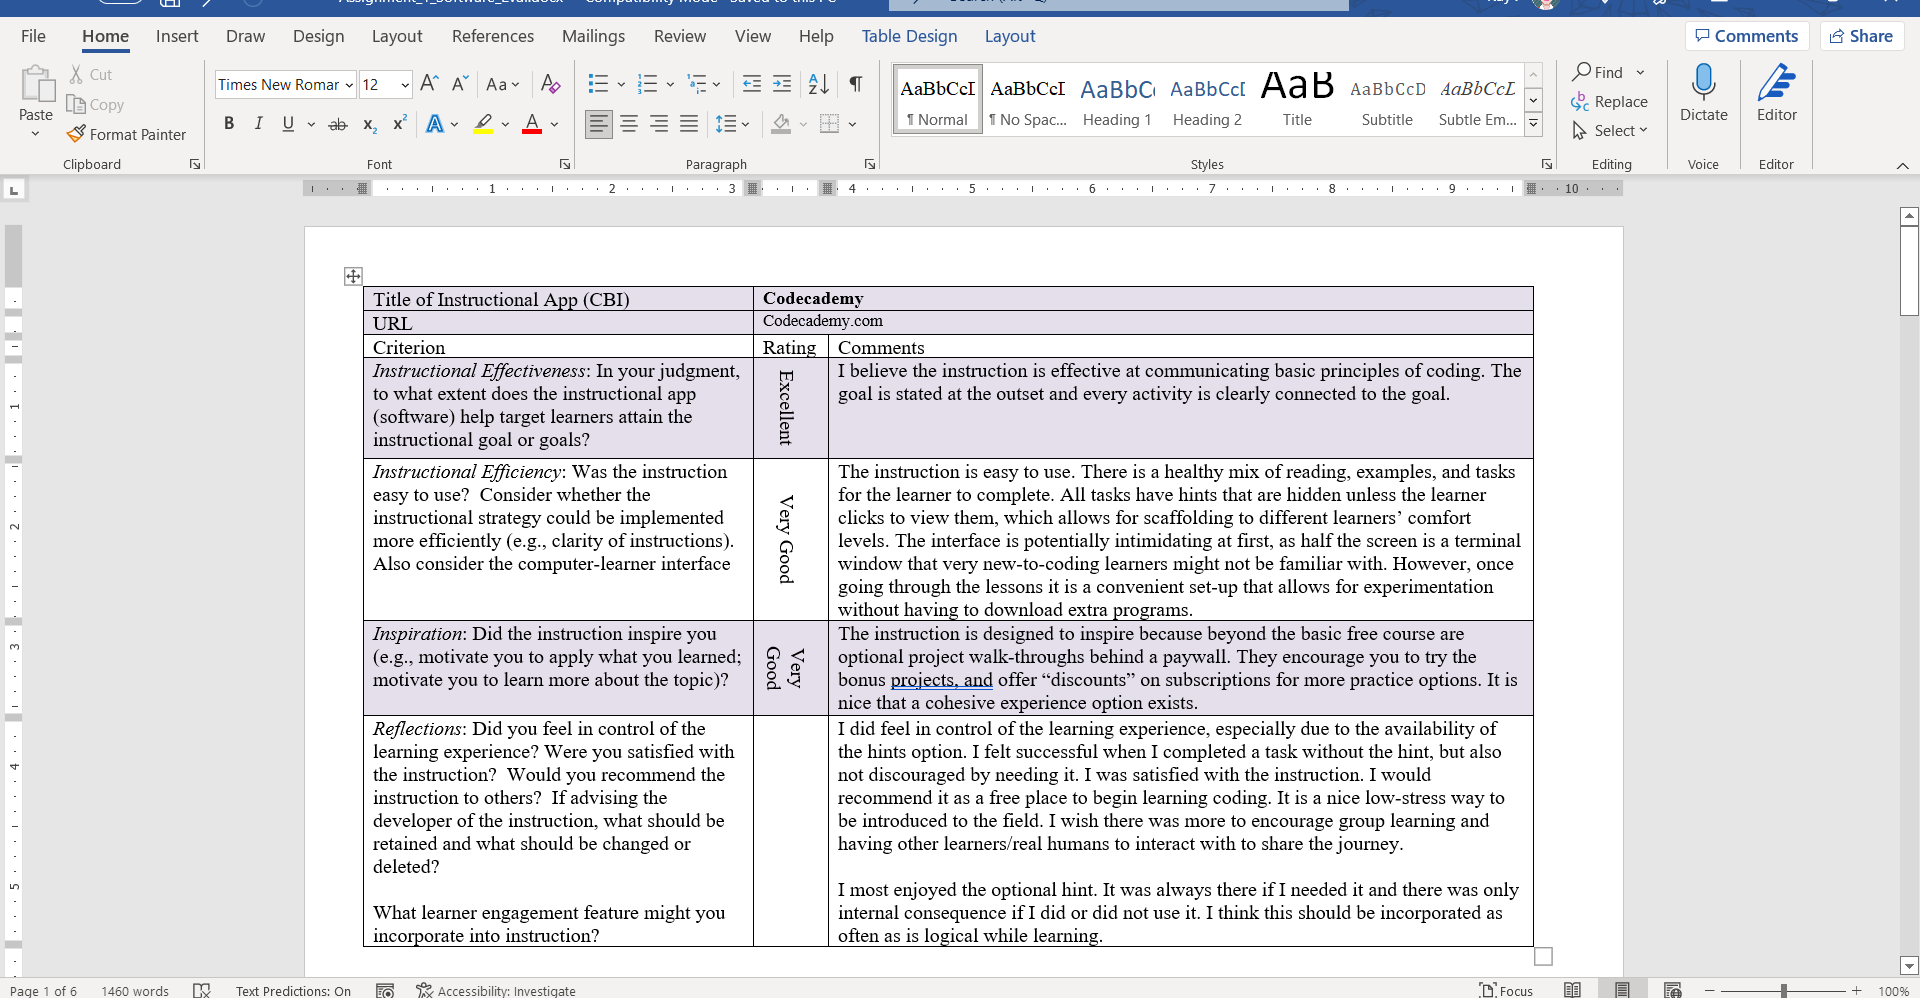 File Home Insert Draw Design Layout References Mailings Review View Help Table Design Layout Comments Share
Paste
Cut
Copy
Format Painter
Clipboard
Times New Romar 12
Font
Paragraph
AaBbCcI AaBbCcI AaBbC AaBbCcI AaB AaBbCcD AaBbCcL
¶ Normal ¶ No Spac... Heading 1 Heading 2 Title Subtitle Subtle Em...
Styles
Find
Replace
Select
Editing
Dictate
Voice
Editor
Editor
1 2 3 4 5 6 7 8 9 10
1
2
3
4
5
Title of Instructional App (CBI) Codecademy
URL Codecademy.com
Criterion Rating Comments
Instructional Effectiveness: In your judgment,
to what extent does the instructional app
(software) help target learners attain the
instructional goal or goals?
Excellent
I believe the instruction is effective at communicating basic principles of coding. The
goal is stated at the outset and every activity is clearly connected to the goal.
Instructional Efficiency: Was the instruction
easy to use?  Consider whether the
instructional strategy could be implemented
more efficiently (e.g., clarity of instructions).
Also consider the computer-learner interface
Very Good
The instruction is easy to use. There is a healthy mix of reading, examples, and tasks
for the learner to complete. All tasks have hints that are hidden unless the learner
clicks to view them, which allows for scaffolding to different learners’ comfort
levels. The interface is potentially intimidating at first, as half the screen is a terminal
window that very new-to-coding learners might not be familiar with. However, once
going through the lessons it is a convenient set-up that allows for experimentation
without having to download extra programs.
Inspiration: Did the instruction inspire you
(e.g., motivate you to apply what you learned;
motivate you to learn more about the topic)?
Very
Good
The instruction is designed to inspire because beyond the basic free course are
optional project walk-throughs behind a paywall. They encourage you to try the
bonus projects, and offer “discounts” on subscriptions for more practice options. It is
nice that a cohesive experience option exists.
Reflections: Did you feel in control of the
learning experience? Were you satisfied with
the instruction?  Would you recommend the
instruction to others?  If advising the
developer of the instruction, what should be
retained and what should be changed or
deleted?
What learner engagement feature might you
incorporate into instruction?
I did feel in control of the learning experience, especially due to the availability of
the hints option. I felt successful when I completed a task without the hint, but also
not discouraged by needing it. I was satisfied with the instruction. I would
recommend it as a free place to begin learning coding. It is a nice low-stress way to
be introduced to the field. I wish there was more to encourage group learning and
having other learners/real humans to interact with to share the journey.
I most enjoyed the optional hint. It was always there if I needed it and there was only
internal consequence if I did or did not use it. I think this should be incorporated as
often as is logical while learning.
Page 1 of 6 1460 words Text Predictions: On Accessibility: Investigate Focus 100%